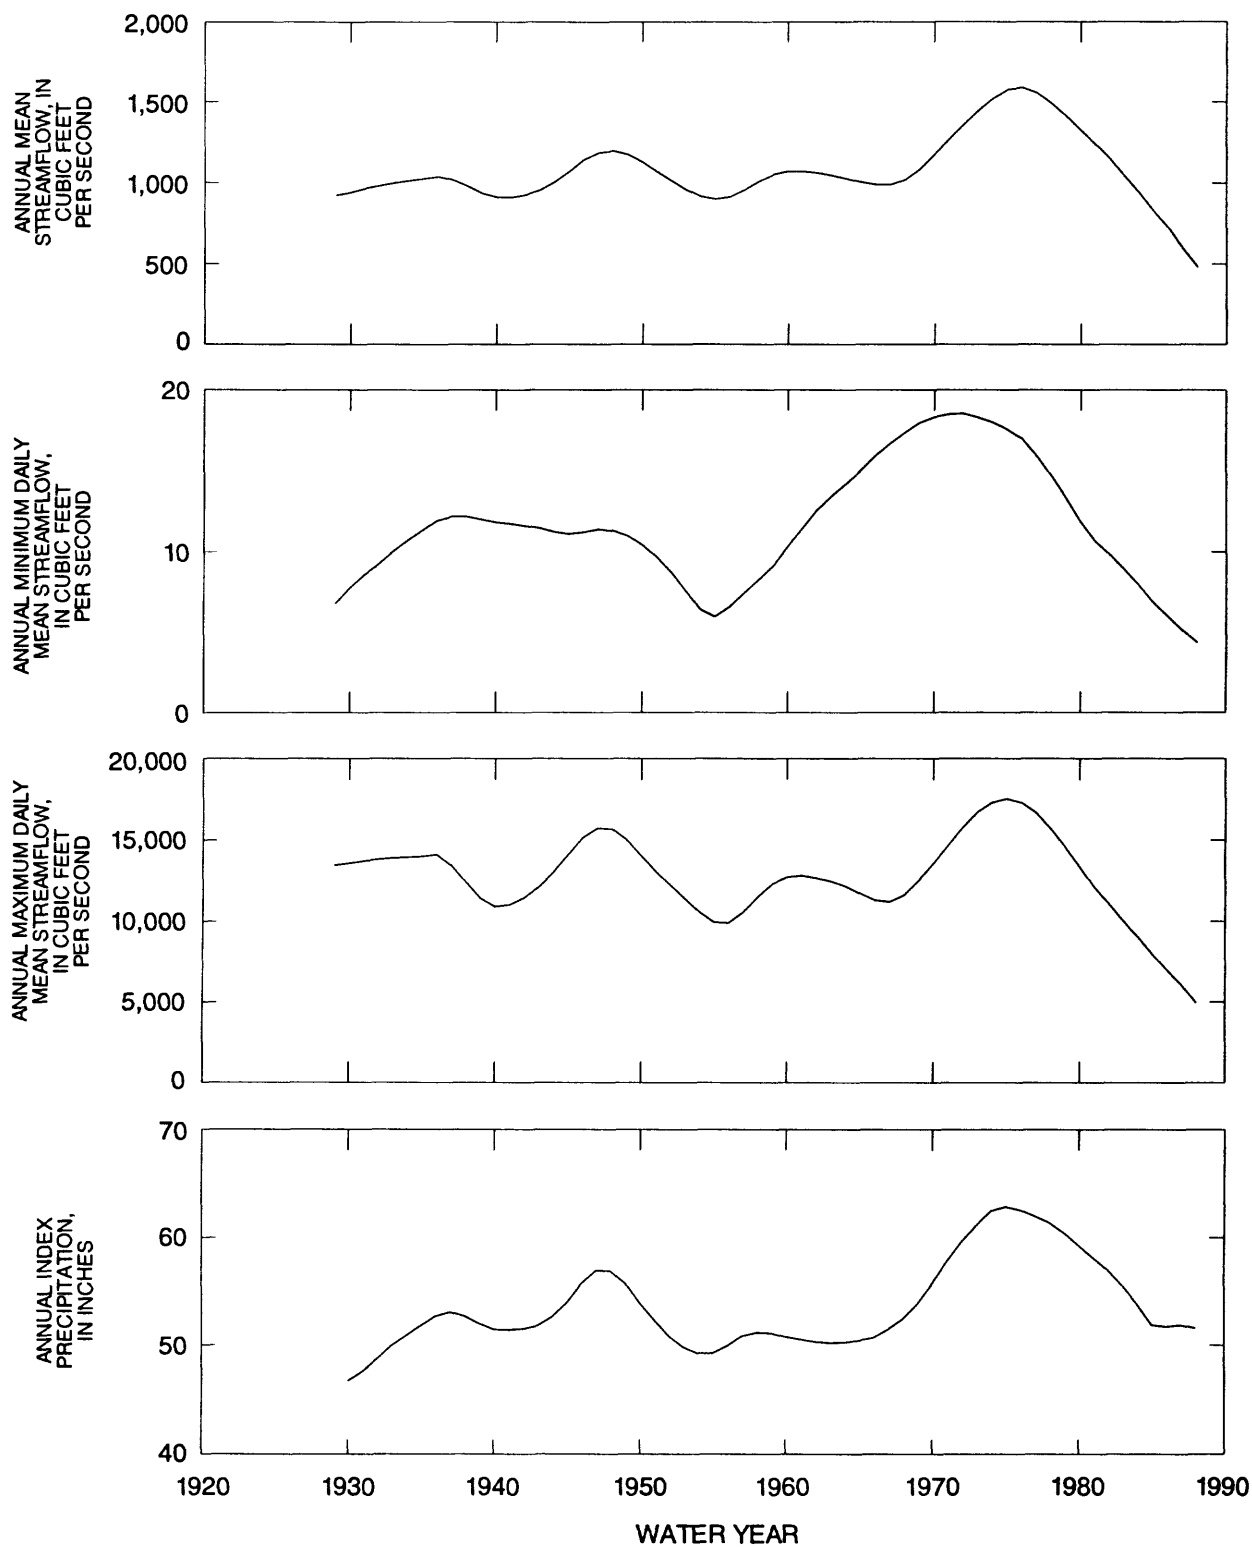 ANNUAL MEAN
STREAMFLOW, IN
CUBIC FEET
PER SECOND
2,000
1,500
1,000
500
0
ANNUAL MINIMUM DAILY
MEAN STREAMFLOW,
IN CUBIC FEET
PER SECOND
20
10
0
ANNUAL MAXIMUM DAILY
MEAN STREAMFLOW,
IN CUBIC FEET
PER SECOND
20,000
15,000
10,000
5,000
0
ANNUAL INDEX
PRECIPITATION,
IN INCHES
70
60
50
40
1920 1930 1940 1950 1960 1970 1980 1990
WATER YEAR